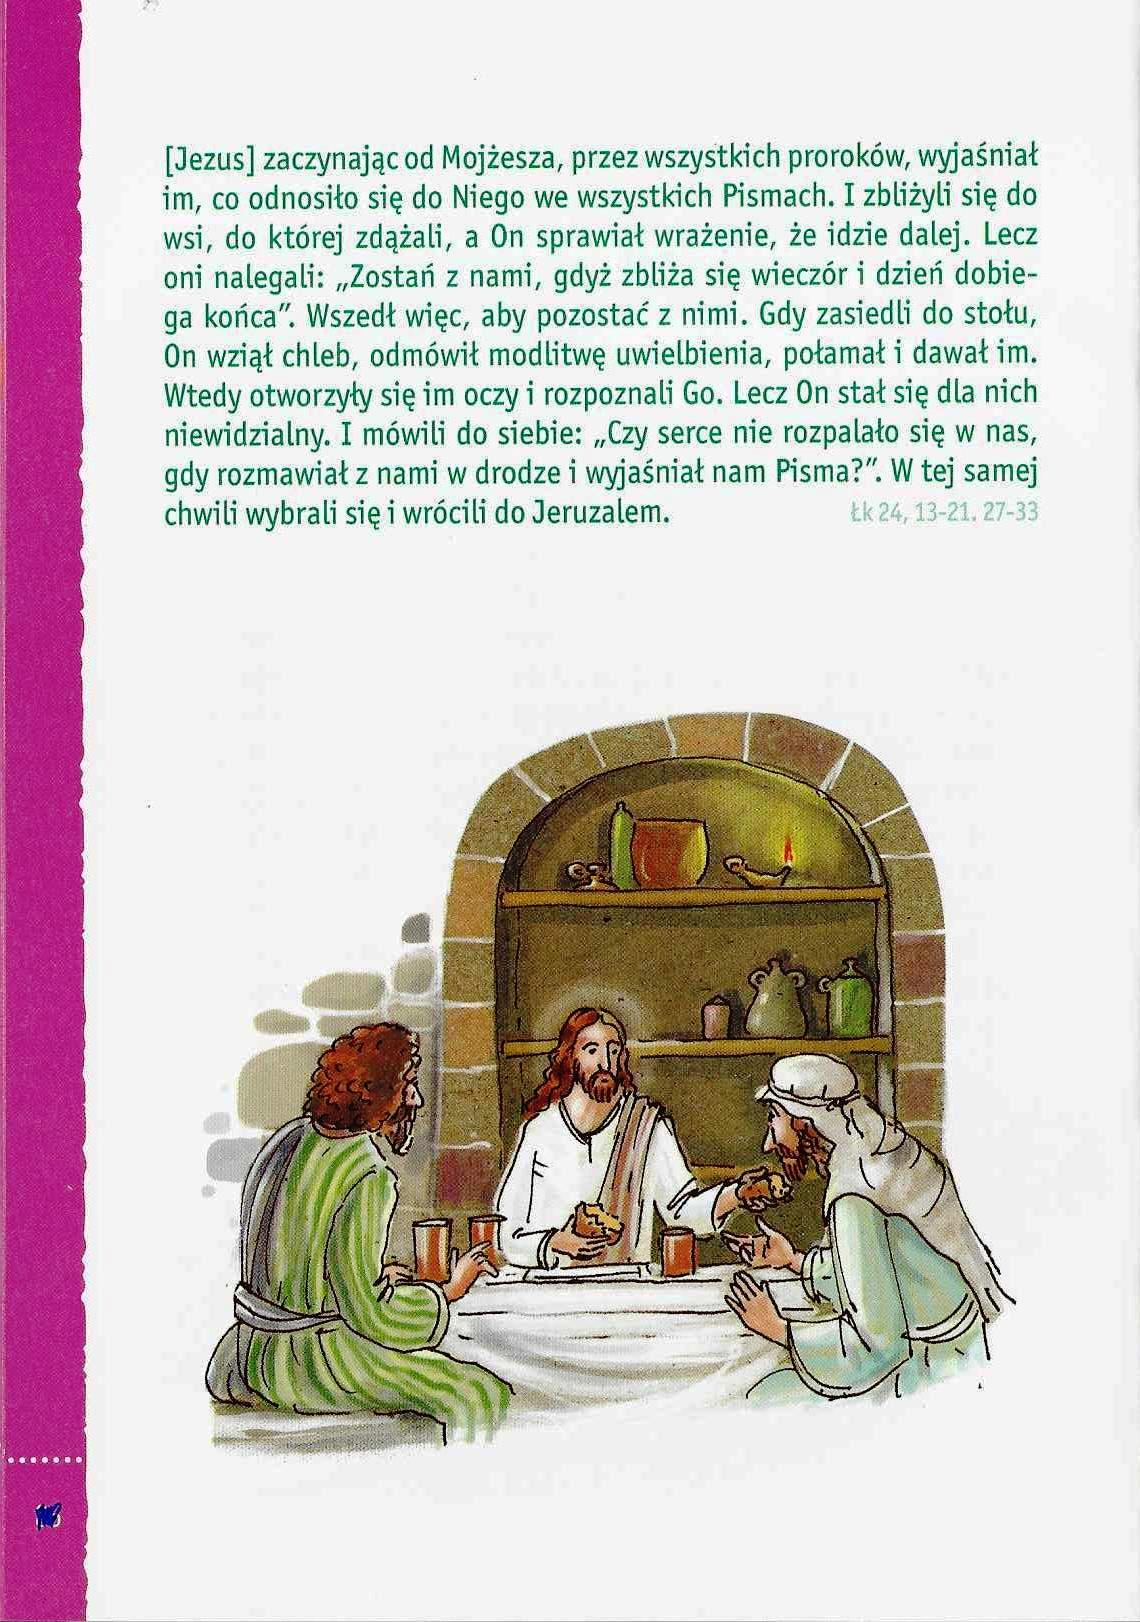 [Jezus] zaczynając od Mojżesza, przez wszystkich proroków, wyjaśniał
im, co odnosiło się do Niego we wszystkich Pismach. I zbliżyli się do
wsi, do której zdążali, a On sprawiał wrażenie, że idzie dalej. Lecz
oni nalegali: „Zostań z nami, gdyż zbliża się wieczór i dzień dobie-
ga końca”. Wszedł więc, aby pozostać z nimi. Gdy zasiedli do stołu,
On wziął chleb, odmówił modlitwę uwielbienia, połamał i dawał im.
Wtedy otworzyły się im oczy i rozpoznali Go. Lecz On stał się dla nich
niewidzialny. I mówili do siebie: „Czy serce nie rozpalało się w nas,
gdy rozmawiał z nami w drodze i wyjaśniał nam Pisma?”. W tej samej
chwili wybrali się i wrócili do Jeruzalem. Łk 24, 13-21. 27-33